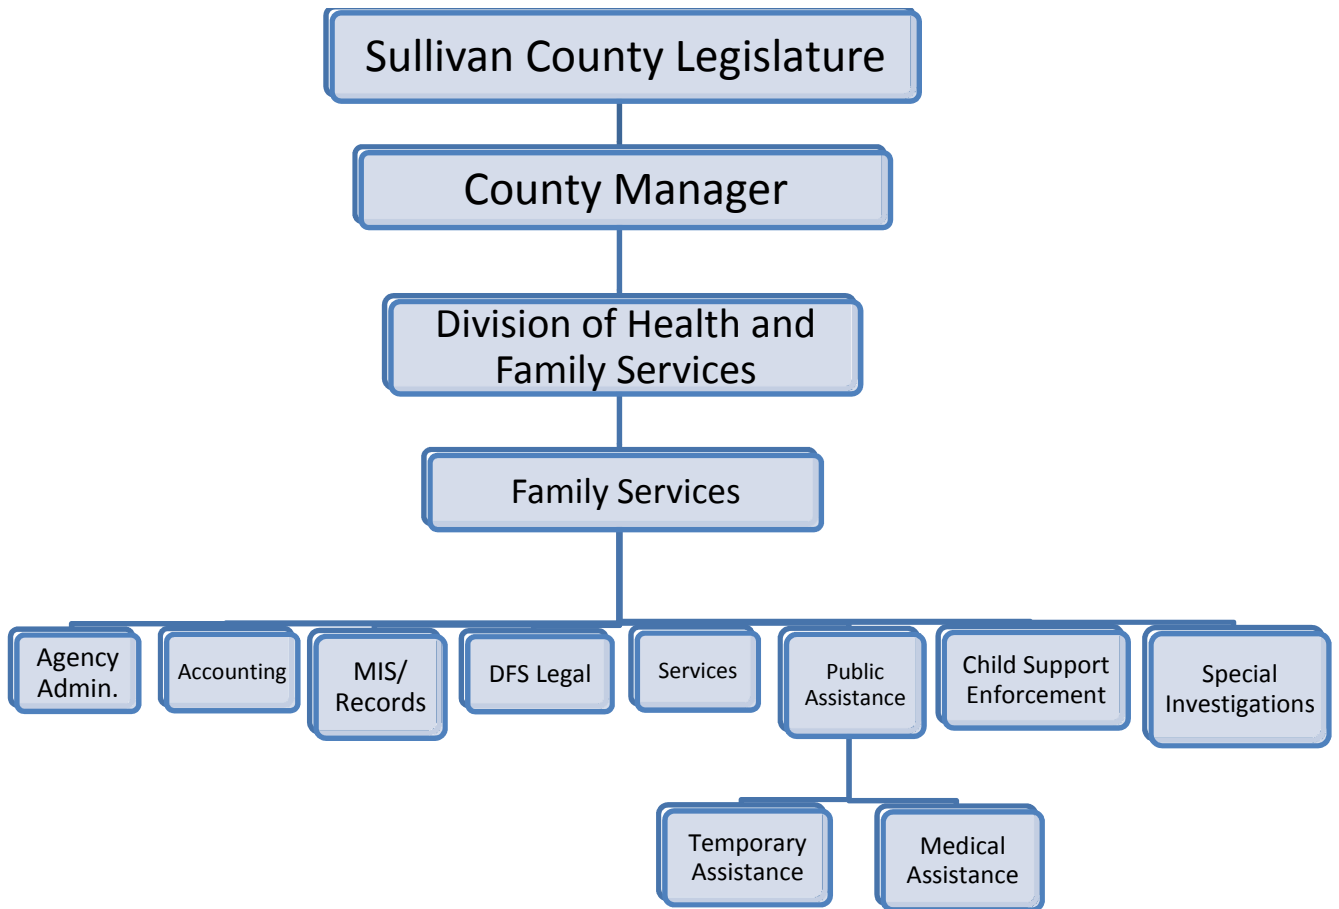 Sullivan County Legislature
County Manager
Division of Health and
Family Services
Family Services
Agency
Admin.
Accounting
MIS/
Records
DFS Legal
Services
Public
Assistance
Child Support
Enforcement
Special
Investigations
Temporary
Assistance
Medical
Assistance